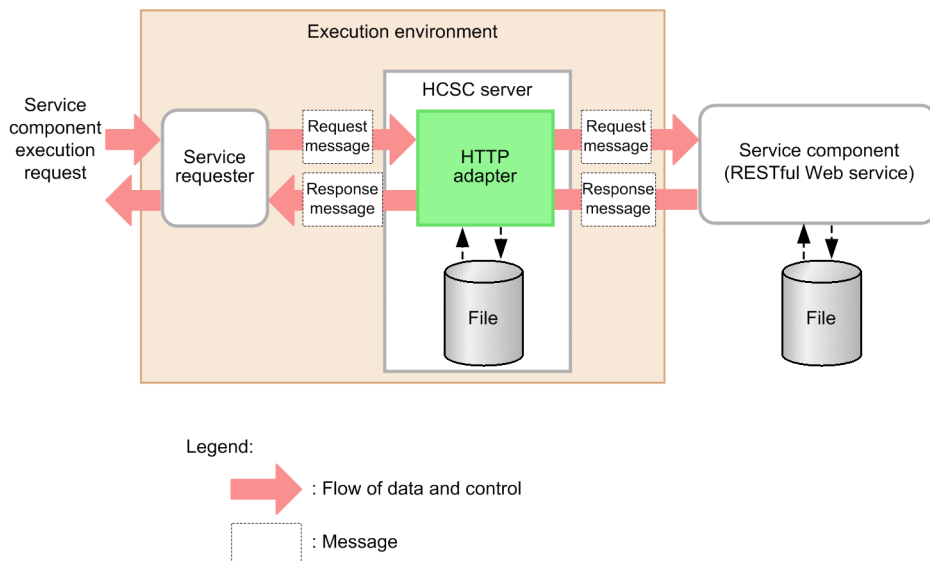 Execution environment
HCSC server
Service
component
execution
request
Service
requester
Request
message
Response
message
HTTP
adapter
Request
message
Response
message
Service component
(RESTful Web service)
File
File
Legend:
: Flow of data and control
: Message